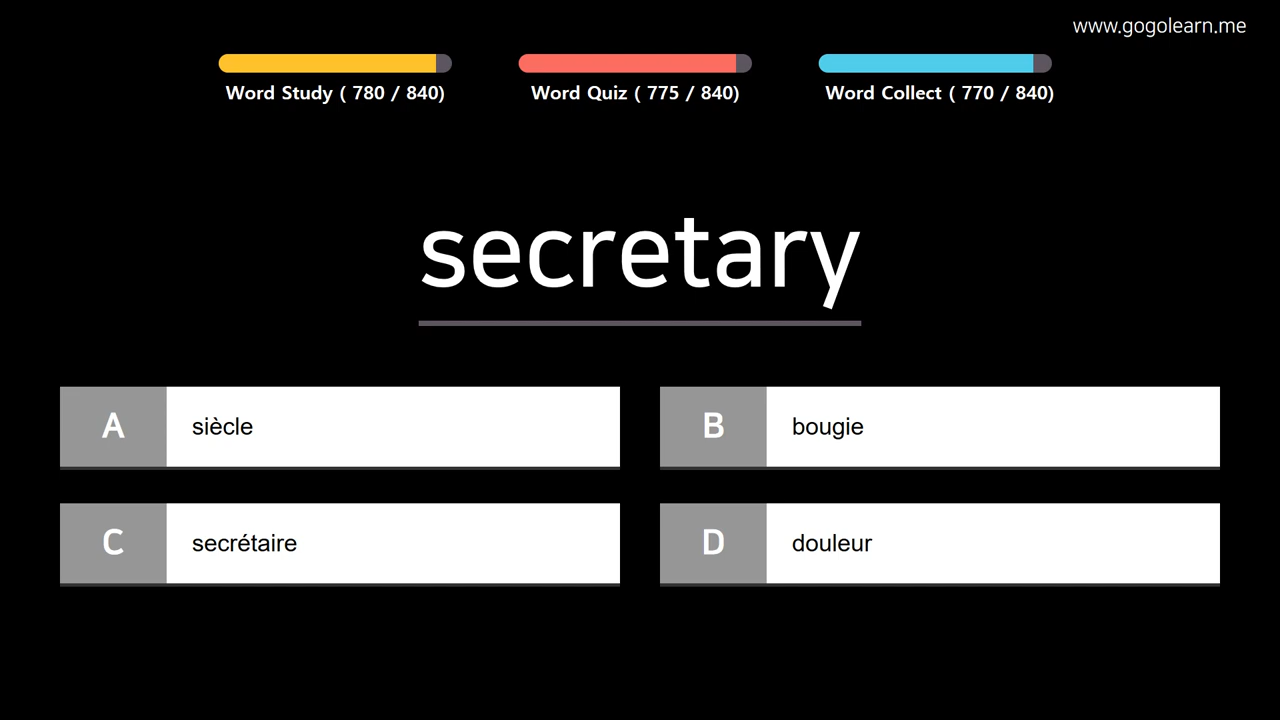 www.gogolearn.me
Word Study ( 780 / 840)
Word Quiz ( 775 / 840)
Word Collect ( 770 / 840)
secretary
A siècle
B bougie
C secrétaire
D douleur